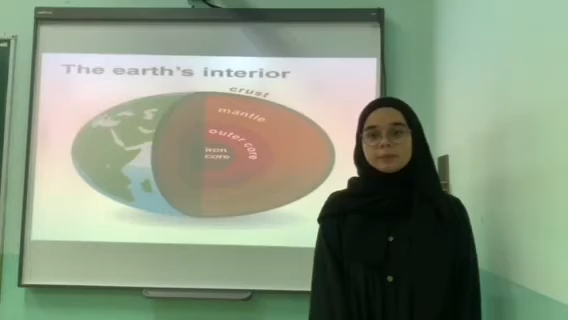 The earth's interior
crust
mantle
outer core
iron
core